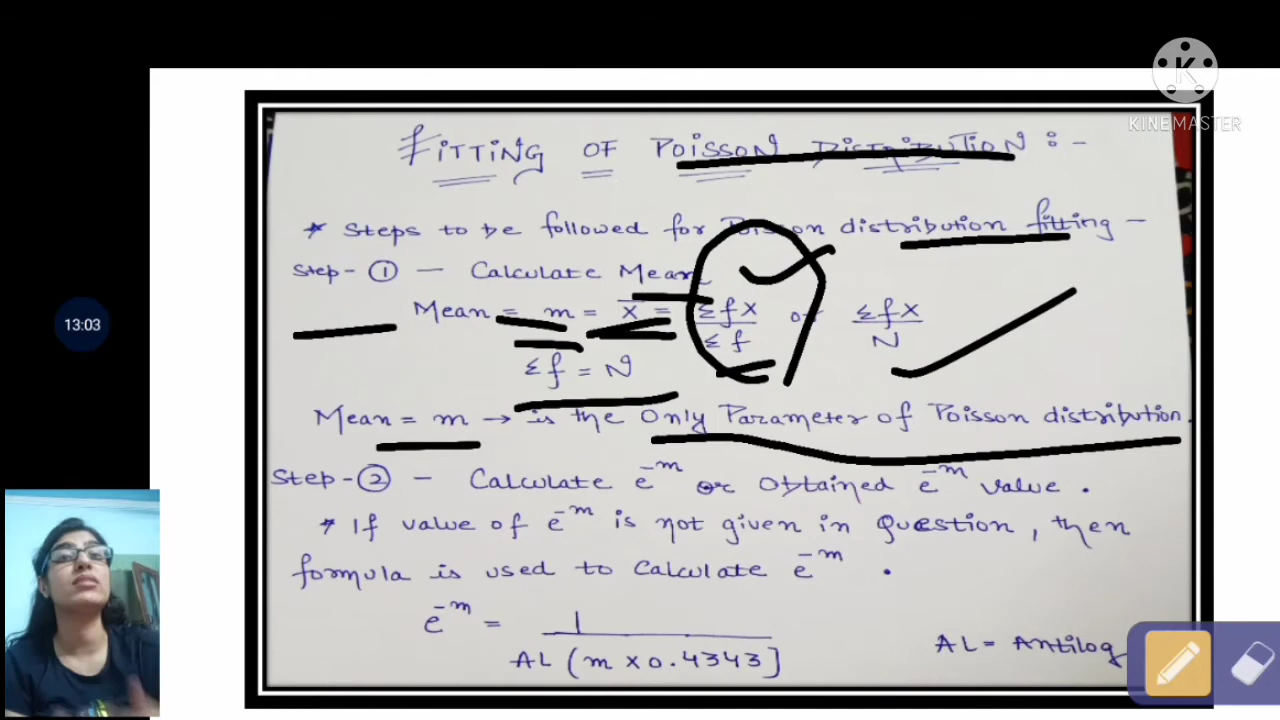 KINEMASTER
FITTING OF POISSON DISTRIBUTION :-
* Steps to be followed for Poisson distribution fitting -
Step-① - Calculate Mean
Mean = m = x̅ = Σfx/Σf or Σfx/N
Σf = N
Mean = m → is the Only Parameter of Poisson distribution.
Step-② - Calculate e^-m or Obtained e^-m value.
* If value of e^-m is not given in question, then
formula is used to calculate e^-m.
e^-m = 1/AL(m x 0.4343]
AL = Antilog
13:03